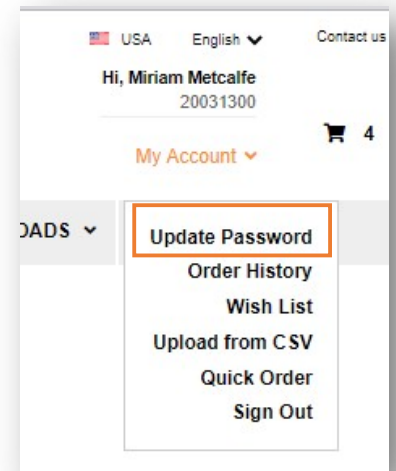 USA English Contact us
Hi, Miriam Metcalfe
20031300
4
My Account
OADS
Update Password
Order History
Wish List
Upload from CSV
Quick Order
Sign Out